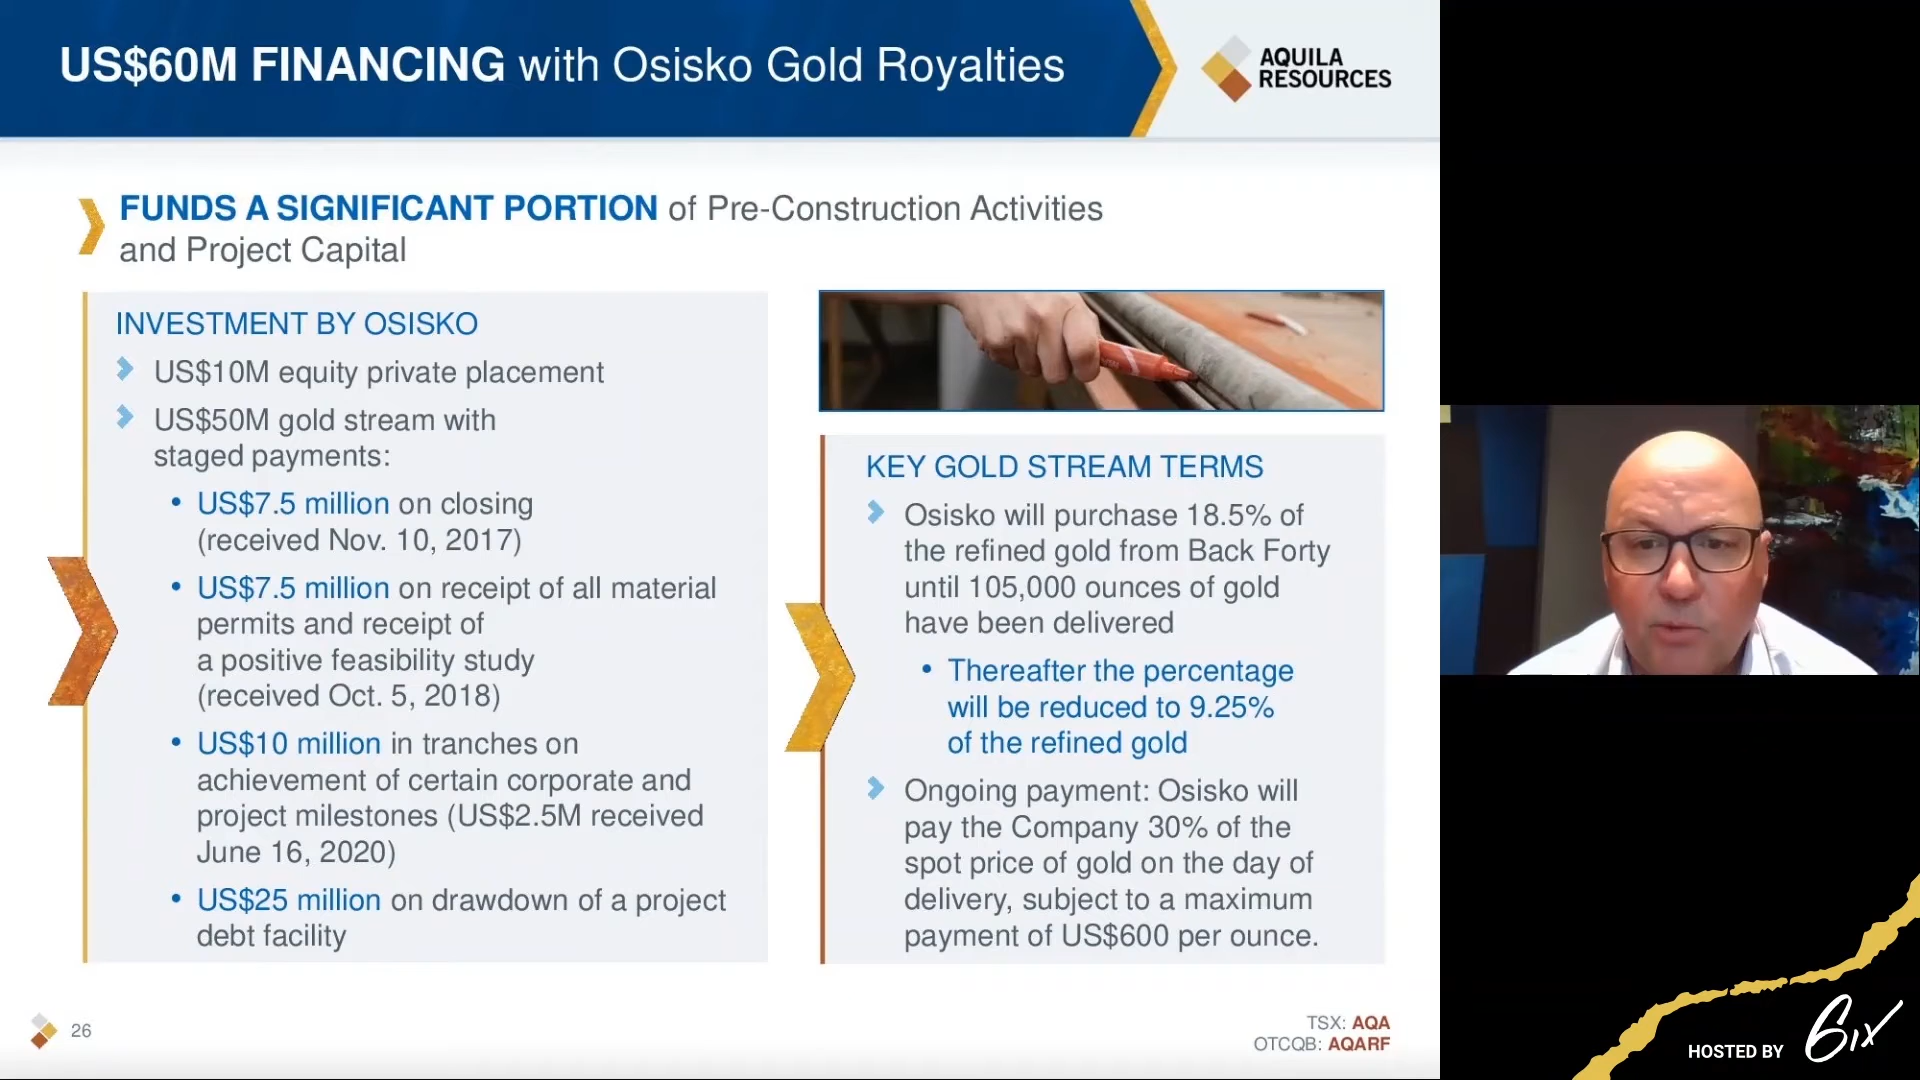 US$60M FINANCING with Osisko Gold Royalties
AQUILA
RESOURCES
FUNDS A SIGNIFICANT PORTION of Pre-Construction Activities
and Project Capital
INVESTMENT BY OSISKO
US$10M equity private placement
US$50M gold stream with
staged payments:
• US$7.5 million on closing
(received Nov. 10, 2017)
• US$7.5 million on receipt of all material
permits and receipt of
a positive feasibility study
(received Oct. 5, 2018)
• US$10 million in tranches on
achievement of certain corporate and
project milestones (US$2.5M received
June 16, 2020)
• US$25 million on drawdown of a project
debt facility
KEY GOLD STREAM TERMS
Osisko will purchase 18.5% of
the refined gold from Back Forty
until 105,000 ounces of gold
have been delivered
• Thereafter the percentage
will be reduced to 9.25%
of the refined gold
Ongoing payment: Osisko will
pay the Company 30% of the
spot price of gold on the day of
delivery, subject to a maximum
payment of US$600 per ounce.
26
TSX: AQA
OTCQB: AQARF
HOSTED BY 6ix